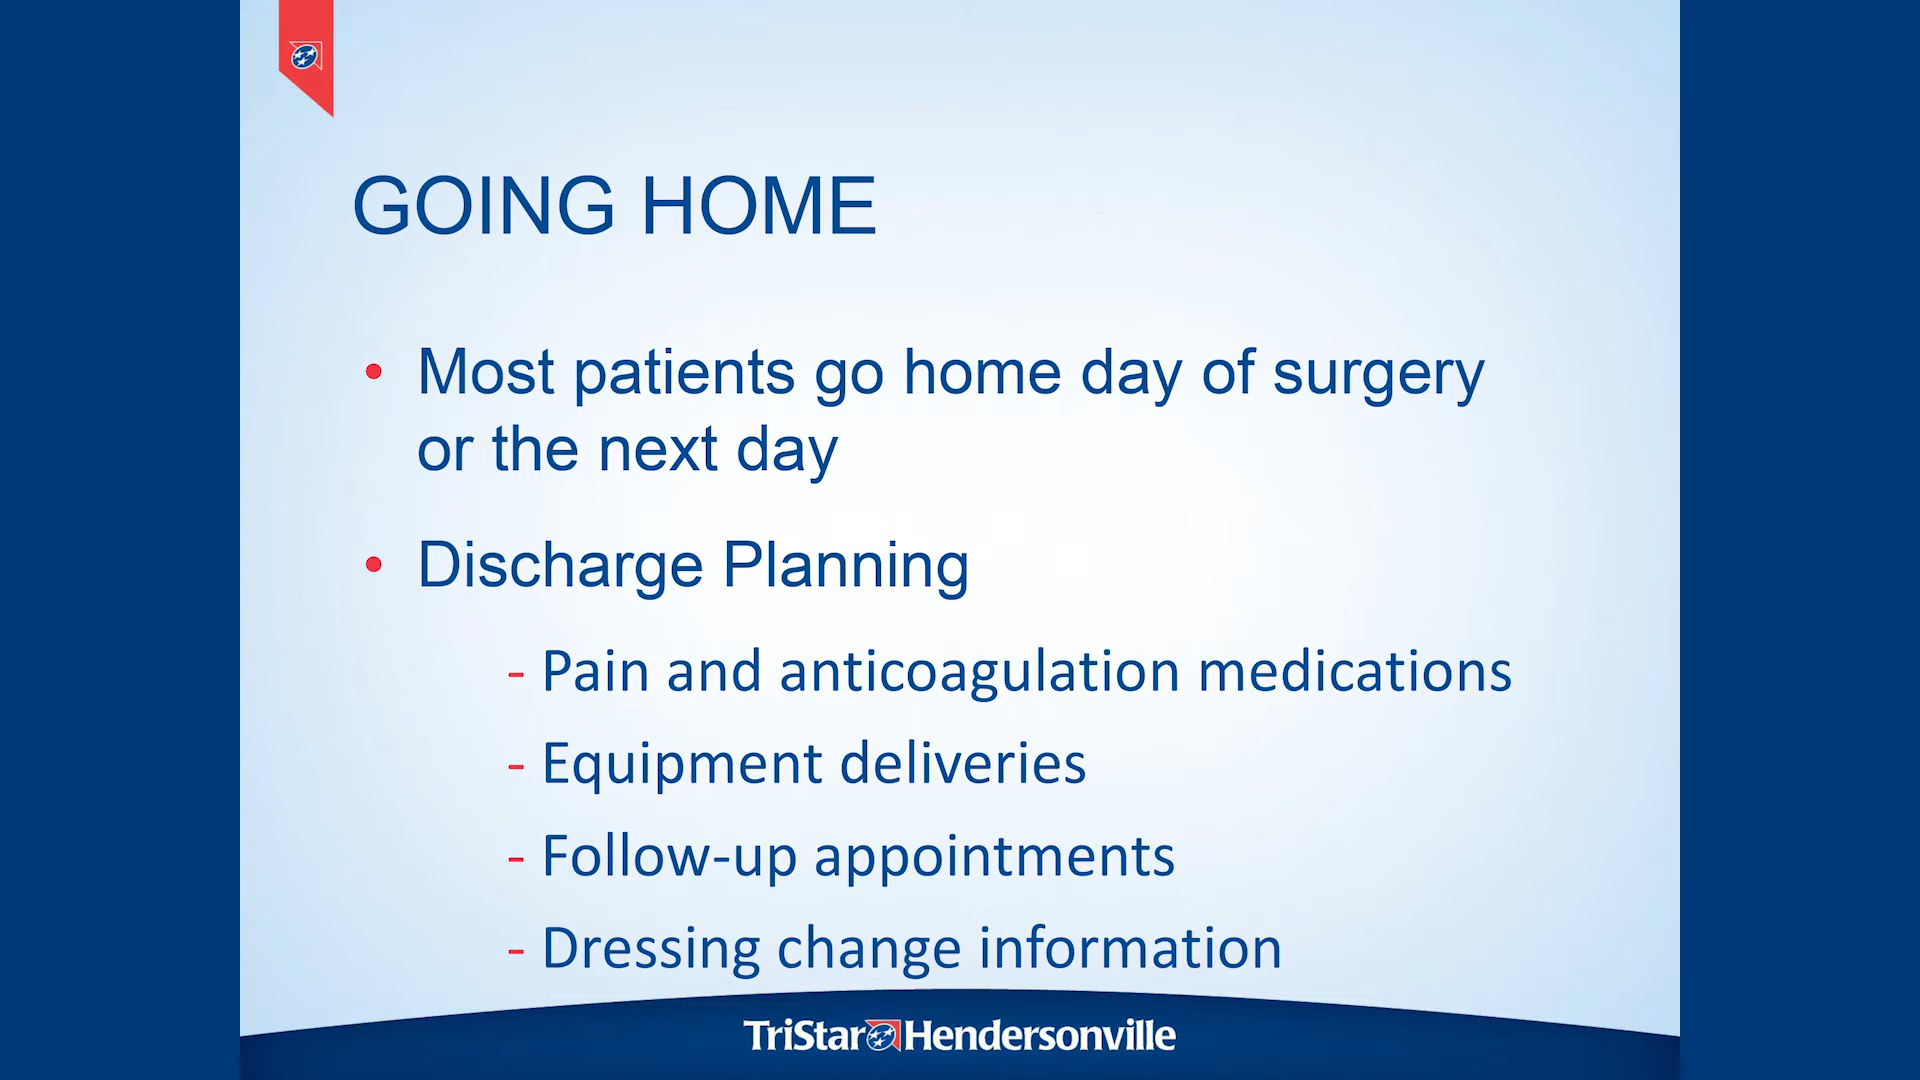 GOING HOME
• Most patients go home day of surgery
or the next day
• Discharge Planning
- Pain and anticoagulation medications
- Equipment deliveries
- Follow-up appointments
- Dressing change information
TriStar Hendersonville